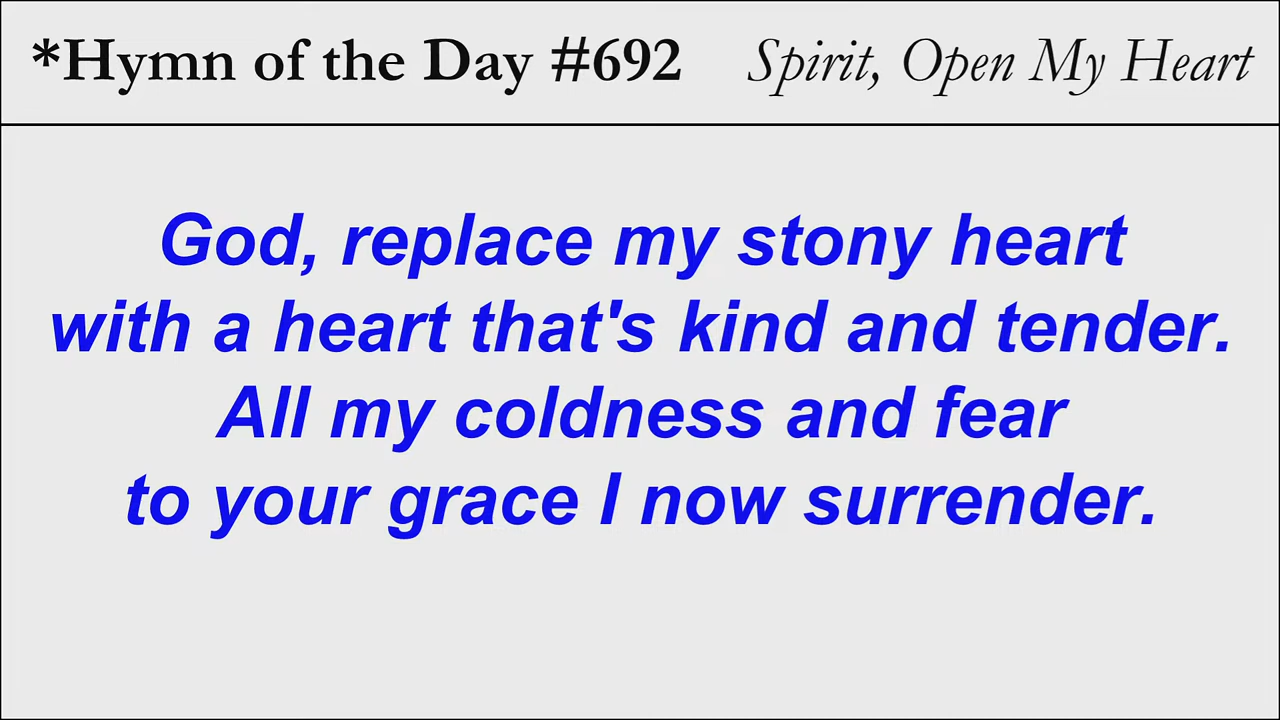 *Hymn of the Day #692 Spirit, Open My Heart
God, replace my stony heart
with a heart that's kind and tender.
All my coldness and fear
to your grace I now surrender.